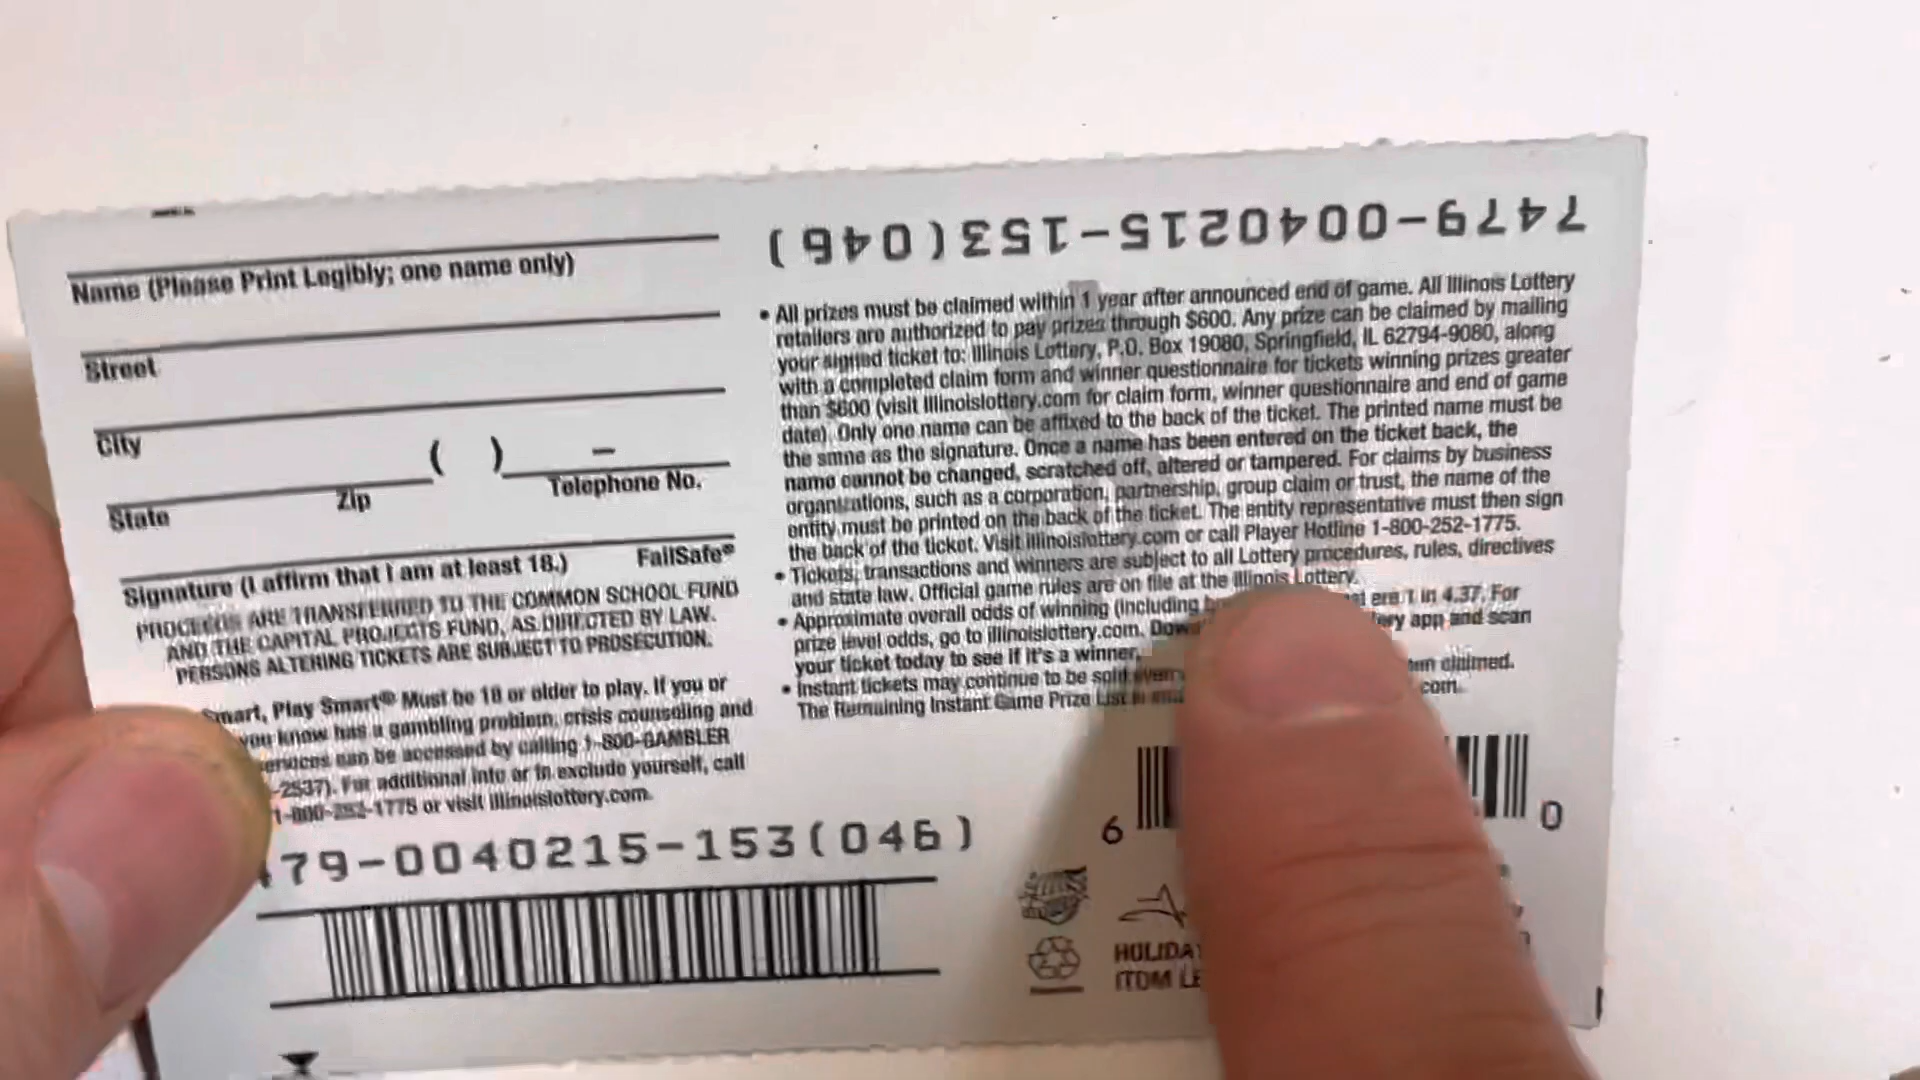 7479-0040215-153(046)
Name (Please Print Legibly; one name only)
Street
City
( ) –
State Zip Telephone No.
Signature (I affirm that I am at least 18.) FailSafe®
PROCEEDS ARE TRANSFERRED TO THE COMMON SCHOOL FUND
AND THE CAPITAL PROJECTS FUND, AS DIRECTED BY LAW.
PERSONS ALTERING TICKETS ARE SUBJECT TO PROSECUTION.
Smart, Play Smart® Must be 18 or older to play. If you or
you know has a gambling problem, crisis counseling and
can be accessed by calling 1-800-GAMBLER
-2537). For additional info or to exclude yourself, call
1-800-252-1775 or visit illinoislottery.com.
79-0040215-153(046)
• All prizes must be claimed within 1 year after announced end of game. All Illinois Lottery
retailers are authorized to pay prizes through $600. Any prize can be claimed by mailing
your signed ticket to: Illinois Lottery, P.O. Box 19080, Springfield, IL 62794-9080, along
with a completed claim form and winner questionnaire for tickets winning prizes greater
than $600 (visit illinoislottery.com for claim form, winner questionnaire and end of game
date). Only one name can be affixed to the back of the ticket. The printed name must be
the same as the signature. Once a name has been entered on the ticket back, the
name cannot be changed, scratched off, altered or tampered. For claims by business
organizations, such as a corporation, partnership, group claim or trust, the name of the
entity must be printed on the back of the ticket. The entity representative must then sign
the back of the ticket. Visit illinoislottery.com or call Player Hotline 1-800-252-1775.
• Tickets, transactions and winners are subject to all Lottery procedures, rules, directives
and state law. Official game rules are on file at the Illinois Lottery.
• Approximate overall odds of winning (including are 1 in 4.37. For
prize level odds, go to illinoislottery.com. app and scan
your ticket today to see if it's a winner.
• Instant tickets may continue to be sold even claimed.
The Remaining Instant Game Prize List is com.
6 0
HOLIDAY
ITDM